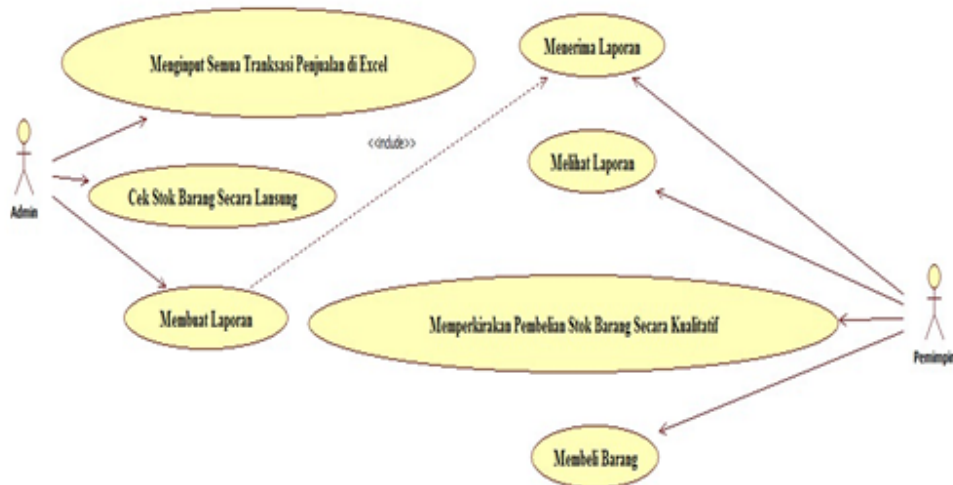 Menginput Semua Tranksasi Penjualan di Excel
Menerima Laporan
<<include>>
Melihat Laporan
Admin
Cek Stok Barang Secara Lansung
Membuat Laporan
Memperkirakan Pembelian Stok Barang Secara Kualitatif
Pemimpin
Membeli Barang